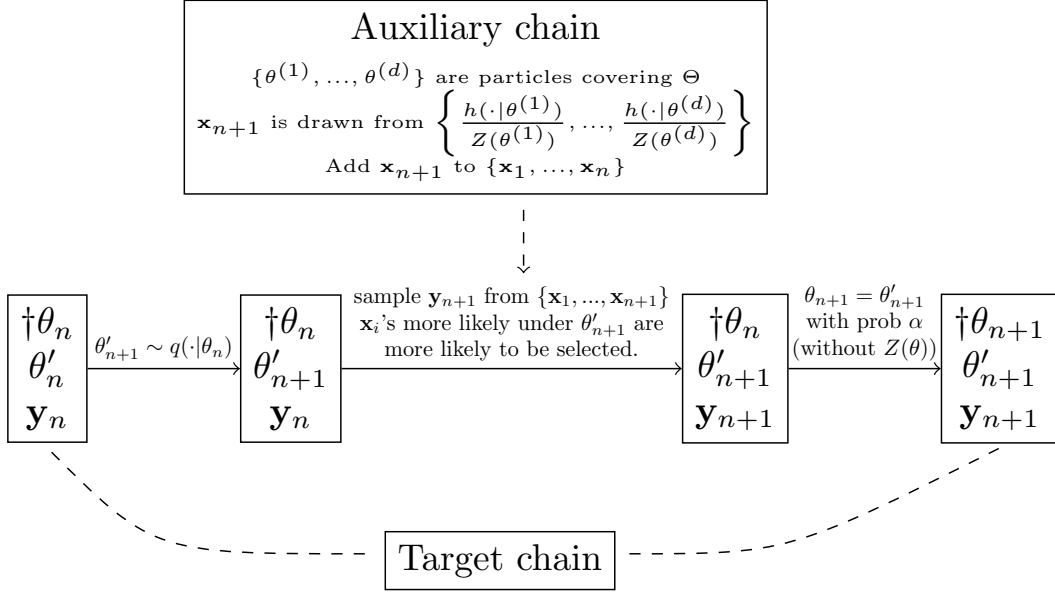 Auxiliary chain
{θ^(1), ..., θ^(d)} are particles covering Θ
x_{n+1} is drawn from { h(·|θ^(1)) / Z(θ^(1)), ..., h(·|θ^(d)) / Z(θ^(d)) }
Add x_{n+1} to {x_1, ..., x_n}
†θ_n
θ′_n
y_n
θ′_{n+1} ∼ q(·|θ_n)
†θ_n
θ′_{n+1}
y_n
sample y_{n+1} from {x_1, ..., x_{n+1}}
x_i's more likely under θ′_{n+1} are
more likely to be selected.
†θ_n
θ′_{n+1}
y_{n+1}
θ_{n+1} = θ′_{n+1}
with prob α
(without Z(θ))
†θ_{n+1}
θ′_{n+1}
y_{n+1}
Target chain